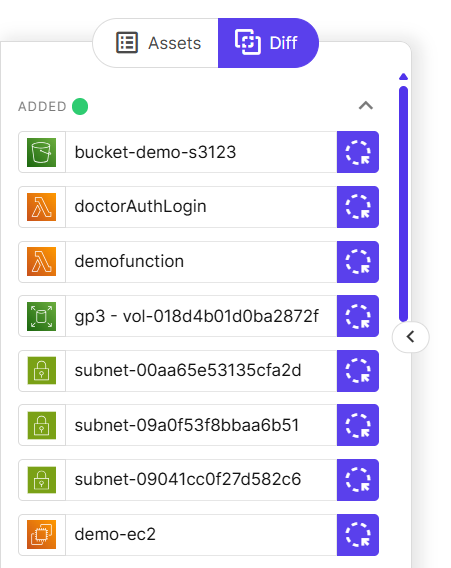 Assets
Diff
ADDED
bucket-demo-s3123
doctorAuthLogin
demofunction
gp3 - vol-018d4b01d0ba2872f
subnet-00aa65e53135cfa2d
subnet-09a0f53f8bbaa6b51
subnet-09041cc0f27d582c6
demo-ec2